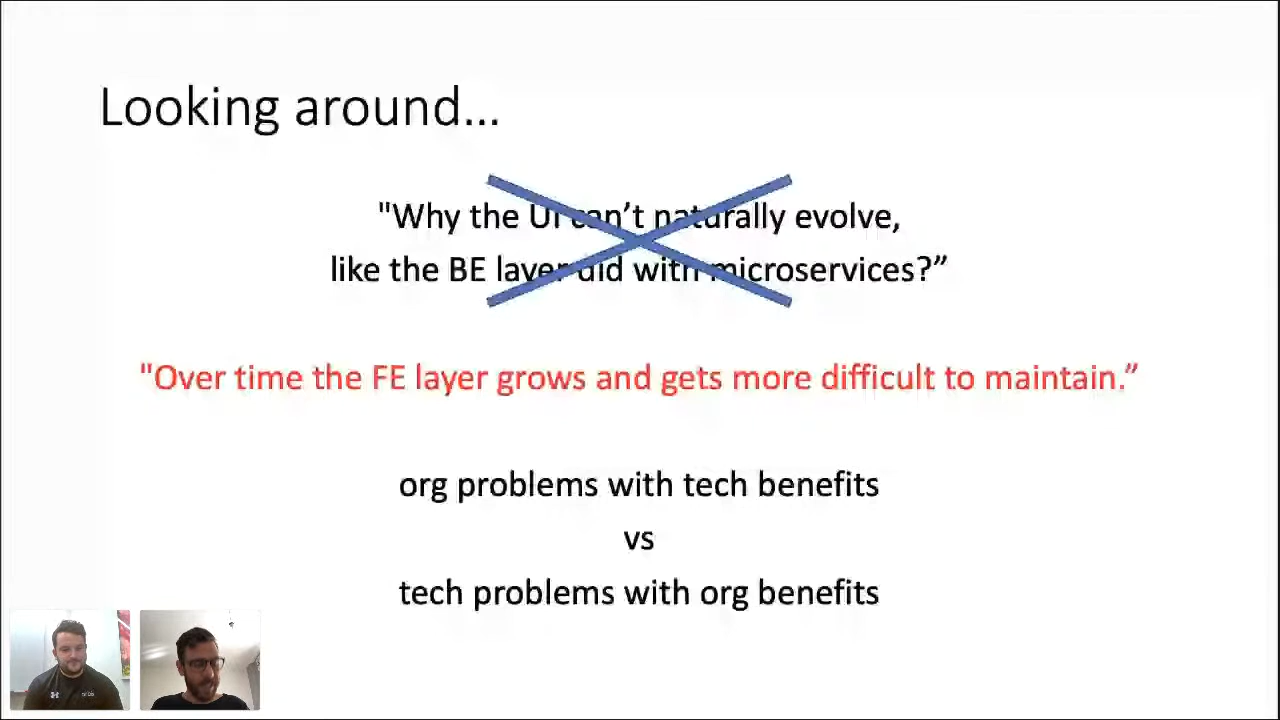 Looking around...
"Why the UI can’t naturally evolve,
like the BE layer did with microservices?”
"Over time the FE layer grows and gets more difficult to maintain.”
org problems with tech benefits
vs
tech problems with org benefits